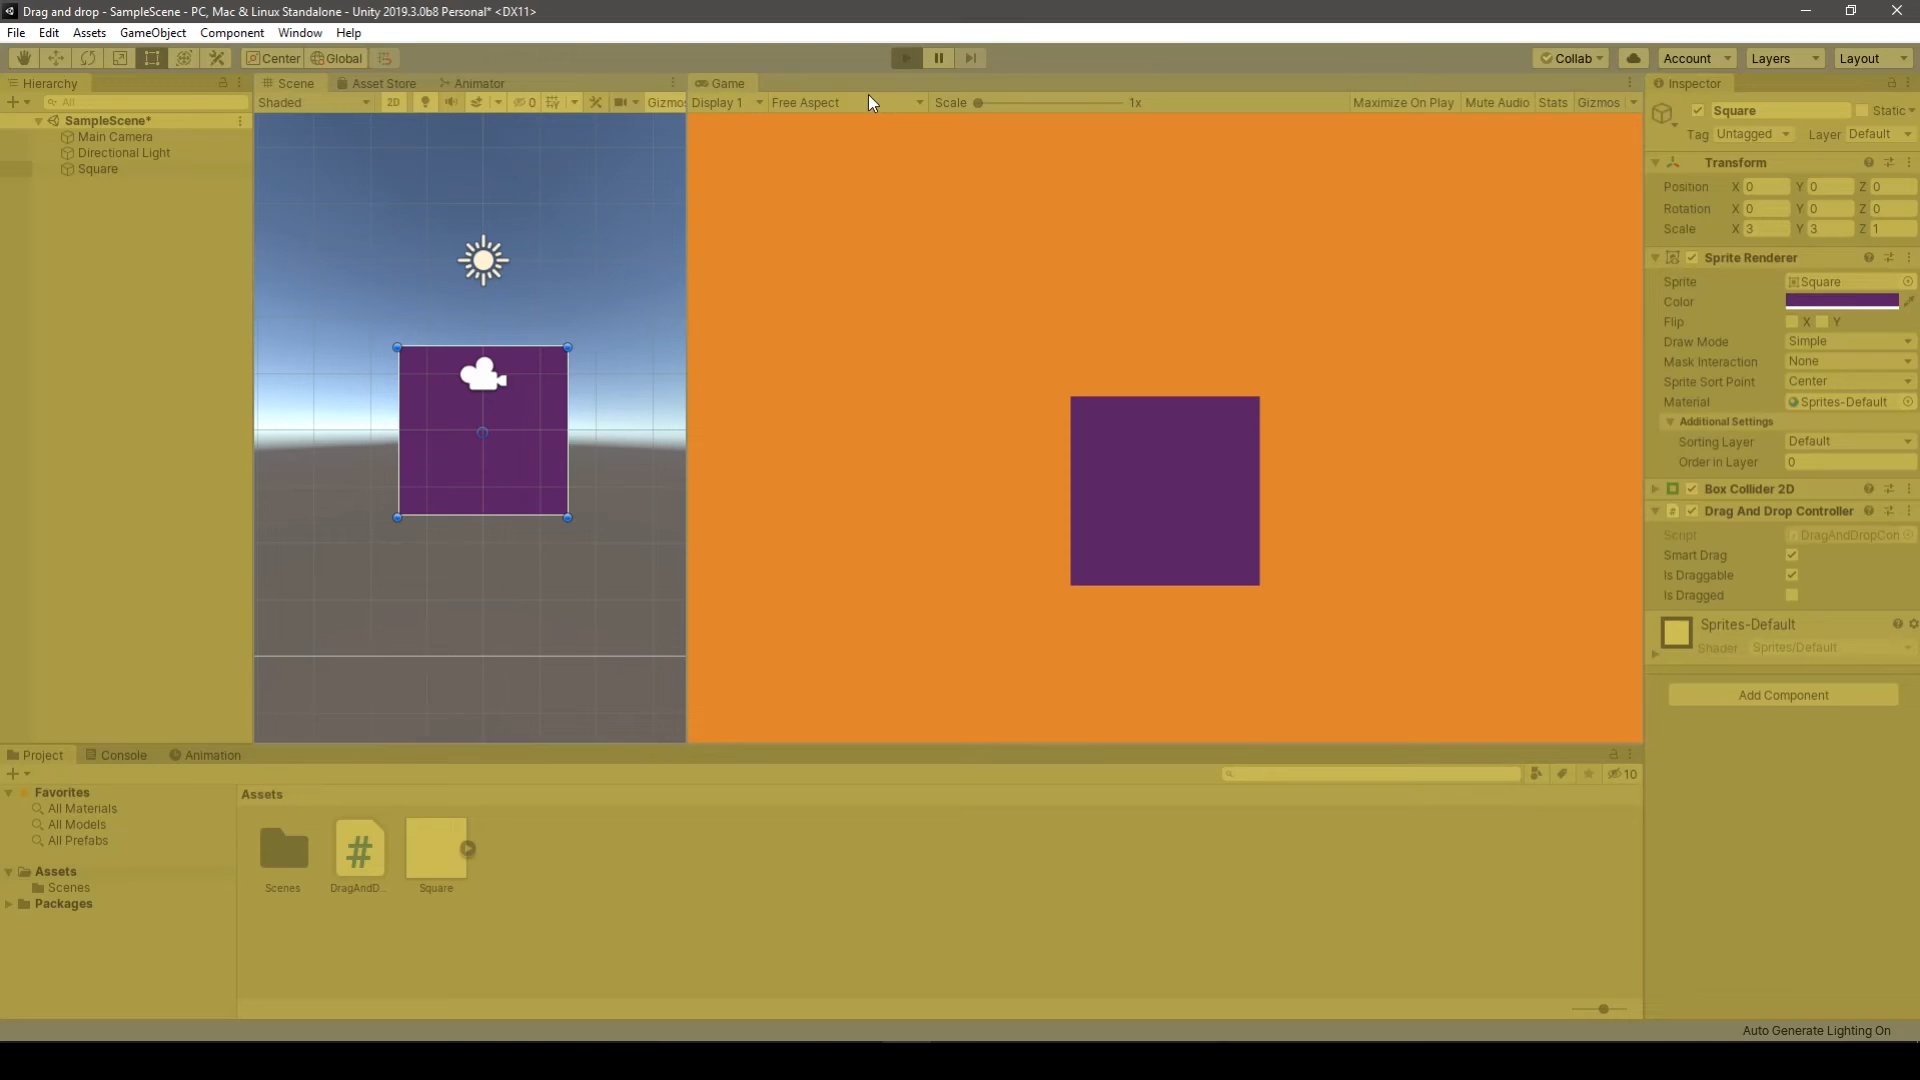 Drag and drop - SampleScene - PC, Mac & Linux Standalone - Unity 2019.3.0b8 Personal* <DX11>
File Edit Assets GameObject Component Window Help
Center Global Collab Account Layers Layout
Hierarchy
All
SampleScene*
Main Camera
Directional Light
Square
Scene Asset Store Animator
Shaded 2D 0 Gizmos
Game
Display 1 Free Aspect Scale 1x Maximize On Play Mute Audio Stats Gizmos
Inspector
Square Static
Tag Untagged Layer Default
Transform
Position X 0 Y 0 Z 0
Rotation X 0 Y 0 Z 0
Scale X 3 Y 3 Z 1
Sprite Renderer
Sprite Square
Color
Flip X Y
Draw Mode Simple
Mask Interaction None
Sprite Sort Point Center
Material Sprites-Default
Additional Settings
Sorting Layer Default
Order in Layer 0
Box Collider 2D
# Drag And Drop Controller
Script DragAndDropCon
Smart Drag
Is Draggable
Is Dragged
Sprites-Default
Shader Sprites/Default
Add Component
Project Console Animation
10
Favorites
All Materials
All Models
All Prefabs
Assets
Scenes
Packages
Assets
#
Scenes DragAndD... Square
Auto Generate Lighting On